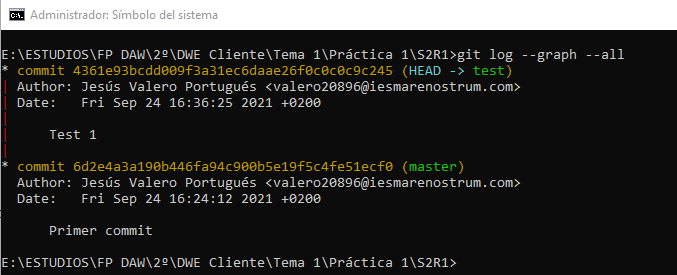 Administrador: Símbolo del sistema
E:\ESTUDIOS\FP DAW\2º\DWE Cliente\Tema 1\Práctica 1\S2R1>git log --graph --all
* commit 4361e93bcdd009f3a31ec6daae26f0c0c0c9c245 (HEAD -> test)
| Author: Jesús Valero Portugués <valero20896@iesmarenostrum.com>
| Date:   Fri Sep 24 16:36:25 2021 +0200
|
|     Test 1
|
* commit 6d2e4a3a190b446fa94c900b5e19f5c4fe51ecf0 (master)
  Author: Jesús Valero Portugués <valero20896@iesmarenostrum.com>
  Date:   Fri Sep 24 16:24:12 2021 +0200
      Primer commit
E:\ESTUDIOS\FP DAW\2º\DWE Cliente\Tema 1\Práctica 1\S2R1>